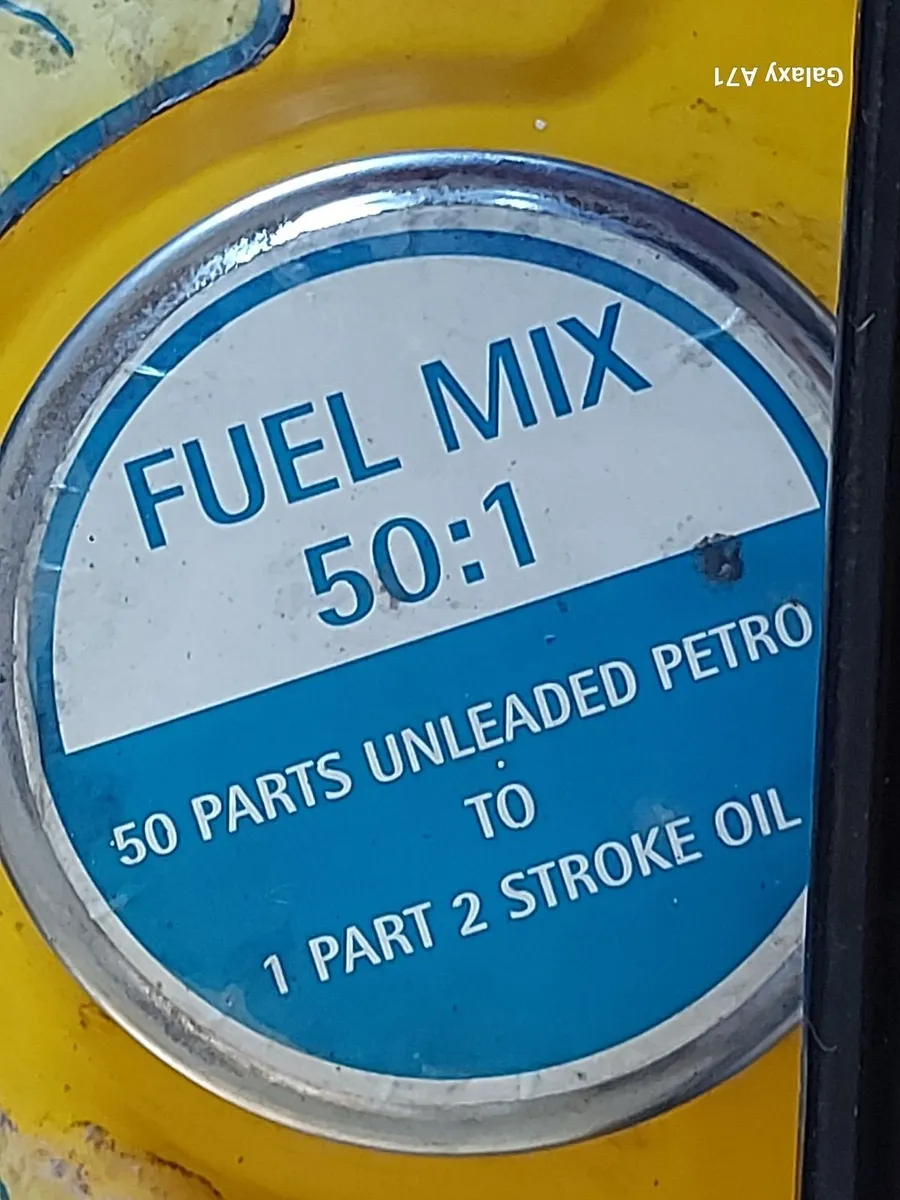 Galaxy A71
FUEL MIX
50:1
50 PARTS UNLEADED PETRO
TO
1 PART 2 STROKE OIL